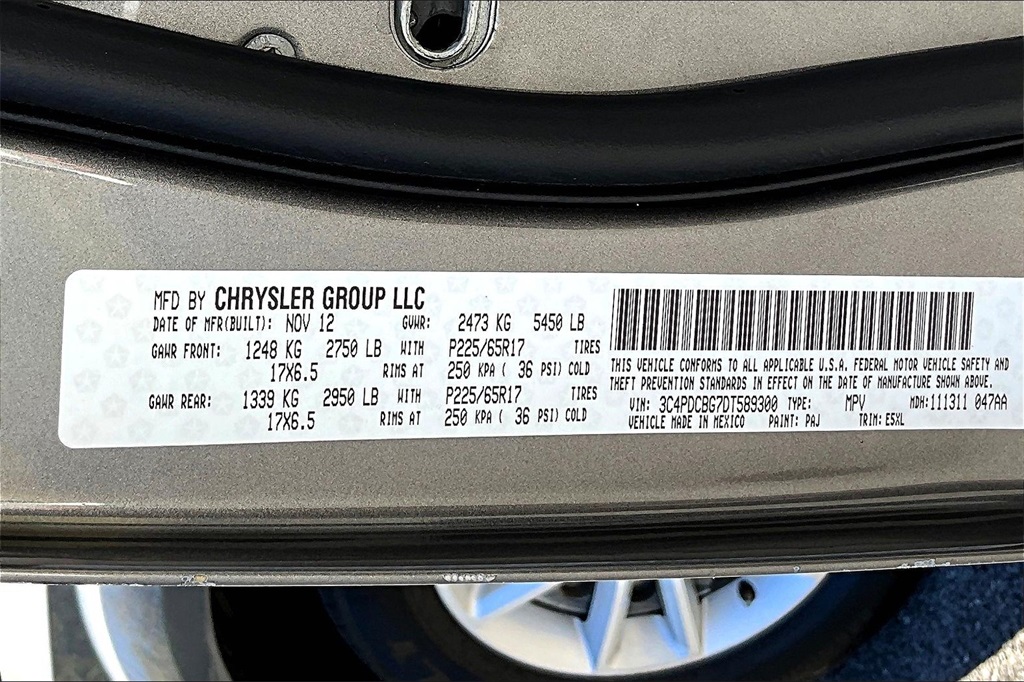 MFD BY CHRYSLER GROUP LLC
DATE OF MFR(BUILT): NOV 12 GVWR: 2473 KG 5450 LB
GAWR FRONT: 1248 KG 2750 LB WITH P225/65R17 TIRES
17X6.5 RIMS AT 250 KPA ( 36 PSI) COLD
GAWR REAR: 1339 KG 2950 LB WITH P225/65R17 TIRES
17X6.5 RIMS AT 250 KPA ( 36 PSI) COLD
THIS VEHICLE CONFORMS TO ALL APPLICABLE U.S.A. FEDERAL MOTOR VEHICLE SAFETY AND
THEFT PREVENTION STANDARDS IN EFFECT ON THE DATE OF MANUFACTURE SHOWN ABOVE.
VIN: 3C4PDCBG7DT589300 TYPE: MPV MDH: 111311 047AA
VEHICLE MADE IN MEXICO PAINT: PAJ TRIM: E5XL